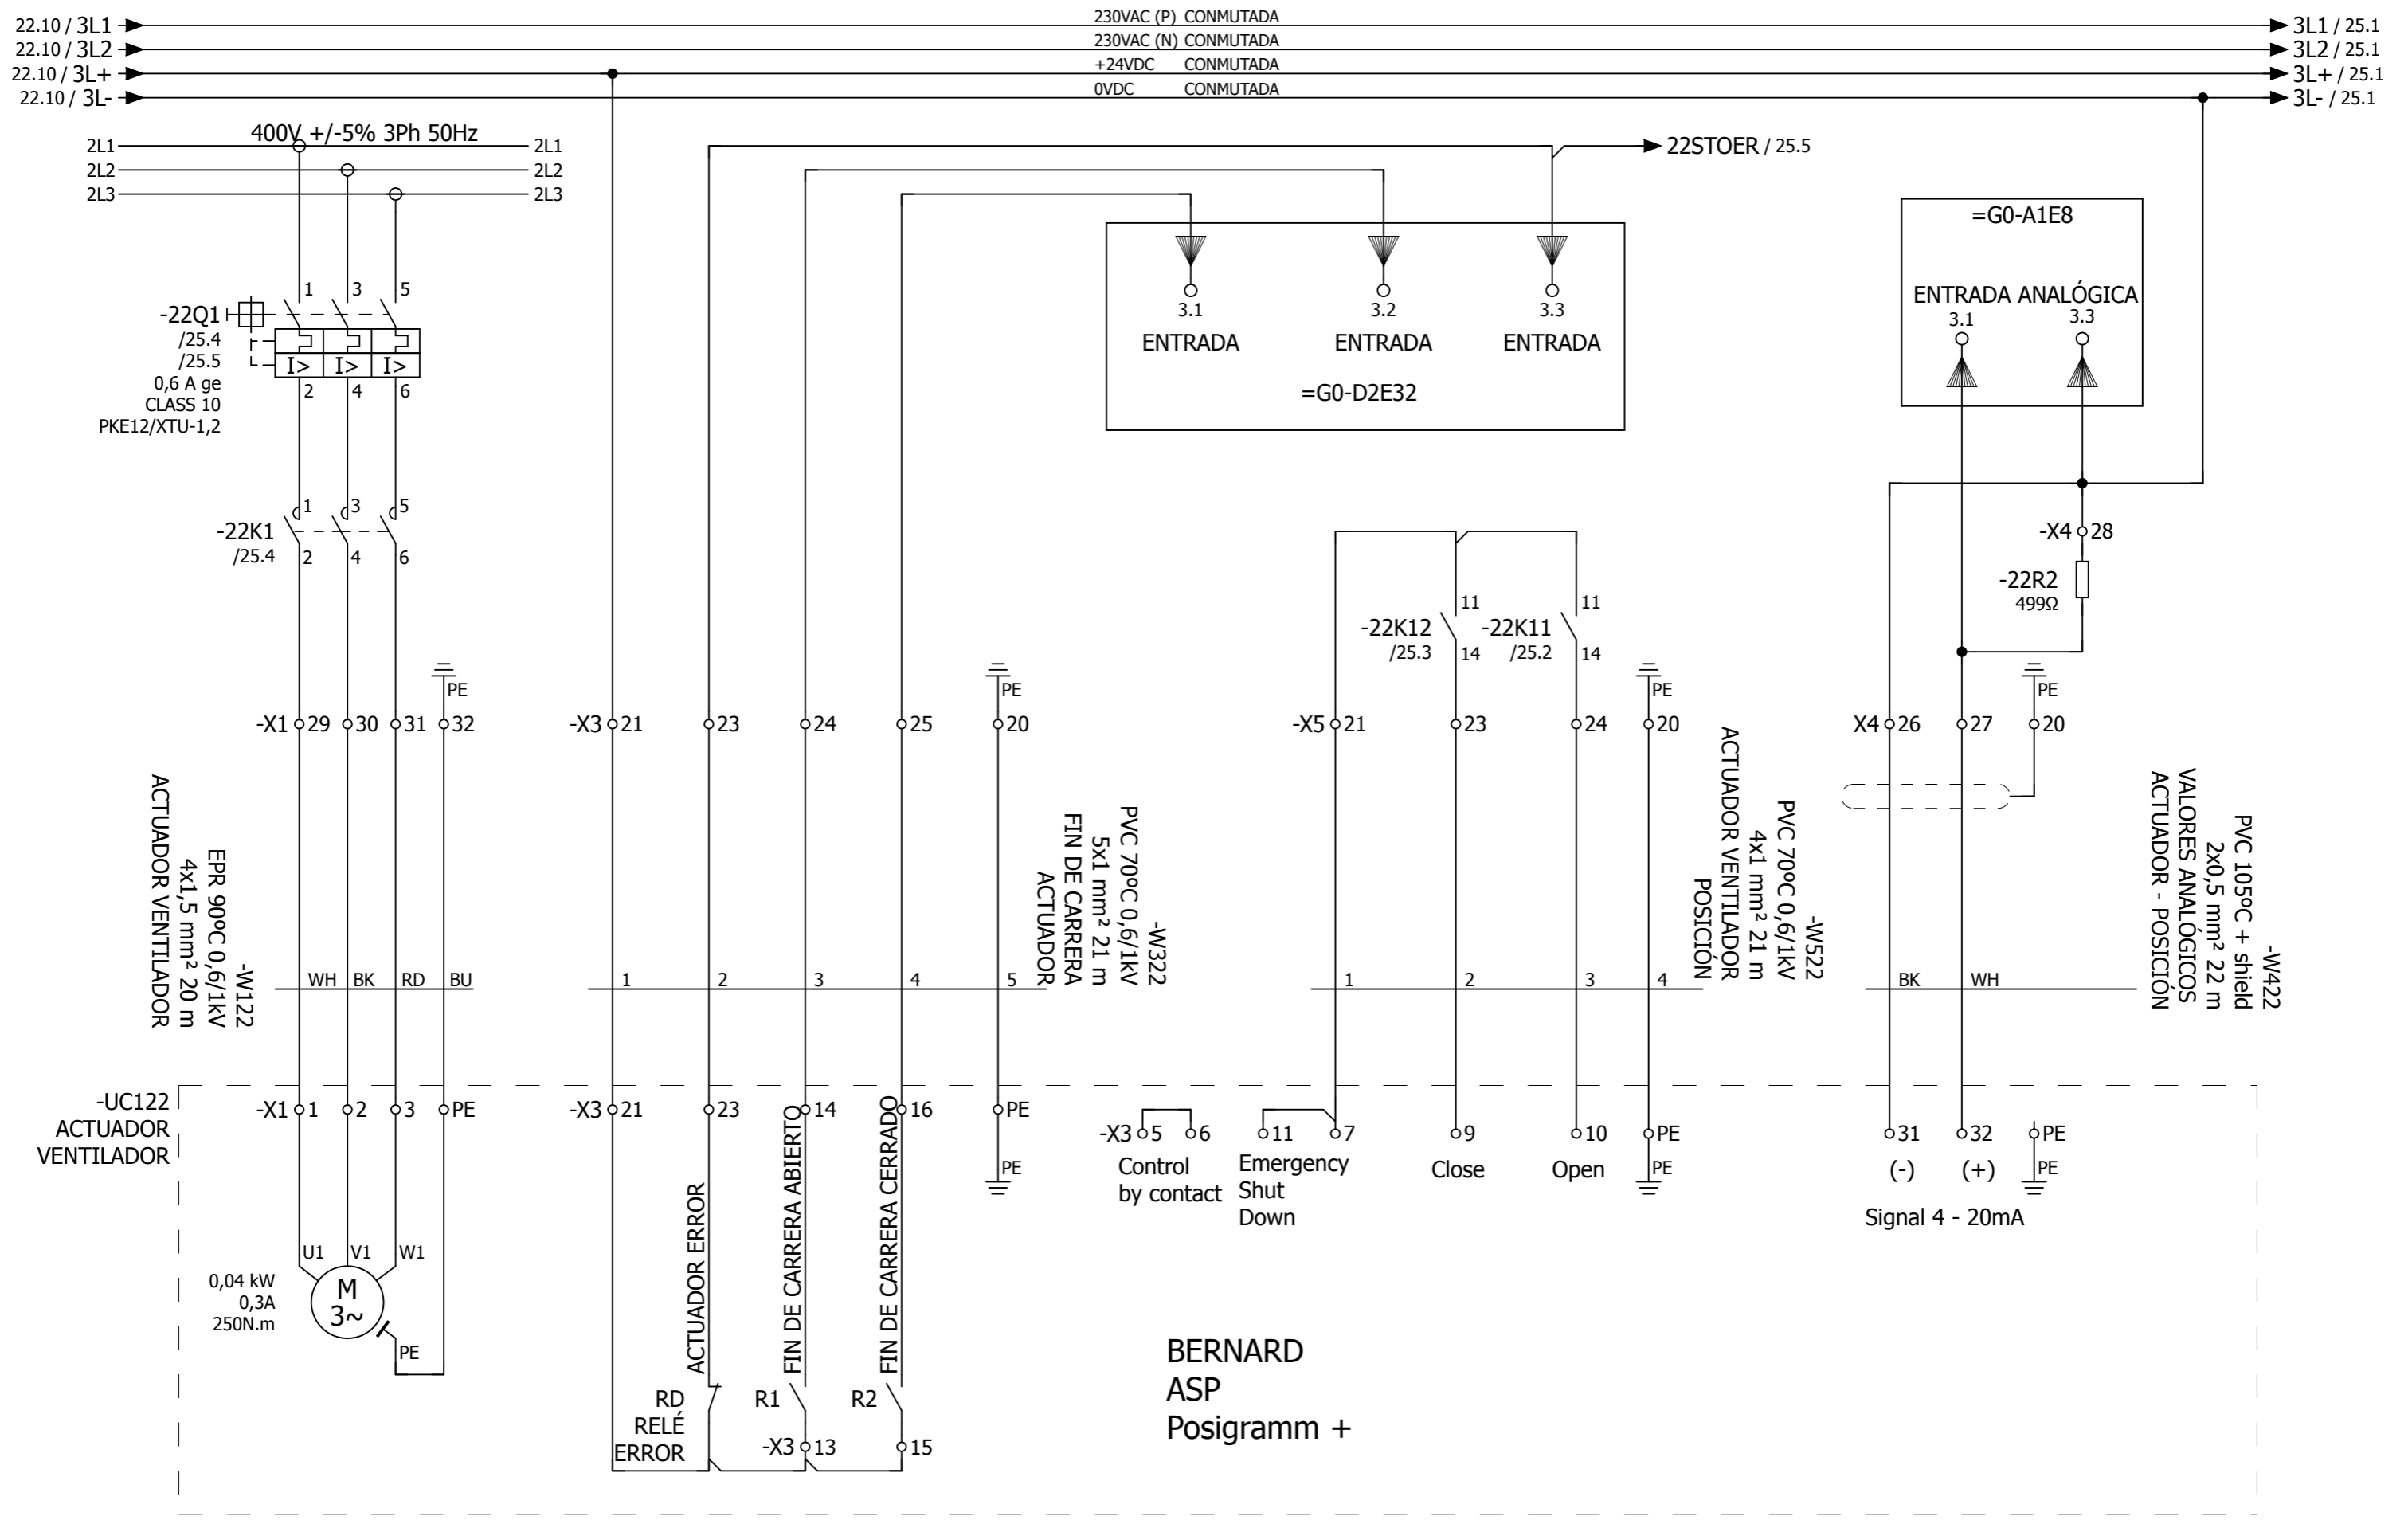 22.10 / 3L1
230VAC (P) CONMUTADA
3L1 / 25.1
22.10 / 3L2
230VAC (N) CONMUTADA
3L2 / 25.1
22.10 / 3L+
+24VDC CONMUTADA
3L+ / 25.1
22.10 / 3L-
0VDC CONMUTADA
3L- / 25.1
400V +/-5% 3Ph 50Hz
2L1 2L1
2L2 2L2
2L3 2L3
22STOER / 25.5
-22Q1
/25.4
/25.5
0,6 A ge
CLASS 10
PKE12/XTU-1,2
1 3 5
I> I> I>
2 4 6
-22K1
/25.4
1 3 5
2 4 6
3.1 3.2 3.3
ENTRADA ENTRADA ENTRADA
=G0-D2E32
=G0-A1E8
ENTRADA ANALÓGICA
3.1 3.3
-X4 28
-22R2
499Ω
-22K12
/25.3
11
14
-22K11
/25.2
11
14
PE PE PE PE
-X1 29 30 31 32
-X3 21 23 24 25 20
-X5 21 23 24 20
X4 26 27 20
-W122
EPR 90ºC 0,6/1kV
4x1,5 mm² 20 m
ACTUADOR VENTILADOR
WH BK RD BU
-W322
PVC 70ºC 0,6/1kV
5x1 mm² 21 m
FIN DE CARRERA
ACTUADOR
1 2 3 4 5
-W522
PVC 70ºC 0,6/1kV
4x1 mm² 21 m
ACTUADOR VENTILADOR
POSICIÓN
1 2 3 4
-W422
PVC 105ºC + shield
2x0,5 mm² 22 m
VALORES ANALÓGICOS
ACTUADOR - POSICIÓN
BK WH
-UC122
ACTUADOR
VENTILADOR
-X1 1 2 3 PE
-X3 21 23 14 16 PE
PE
-X3 5 6
Control
by contact
11 7
Emergency
Shut
Down
9
Close
10
Open
PE
PE
31 32 PE
(-) (+) PE
Signal 4 - 20mA
U1 V1 W1
M
3~
PE
0,04 kW
0,3A
250N.m
ACTUADOR ERROR
FIN DE CARRERA ABIERTO
FIN DE CARRERA CERRADO
RD
RELÉ
ERROR
R1
R2
-X3 13 15
BERNARD
ASP
Posigramm +